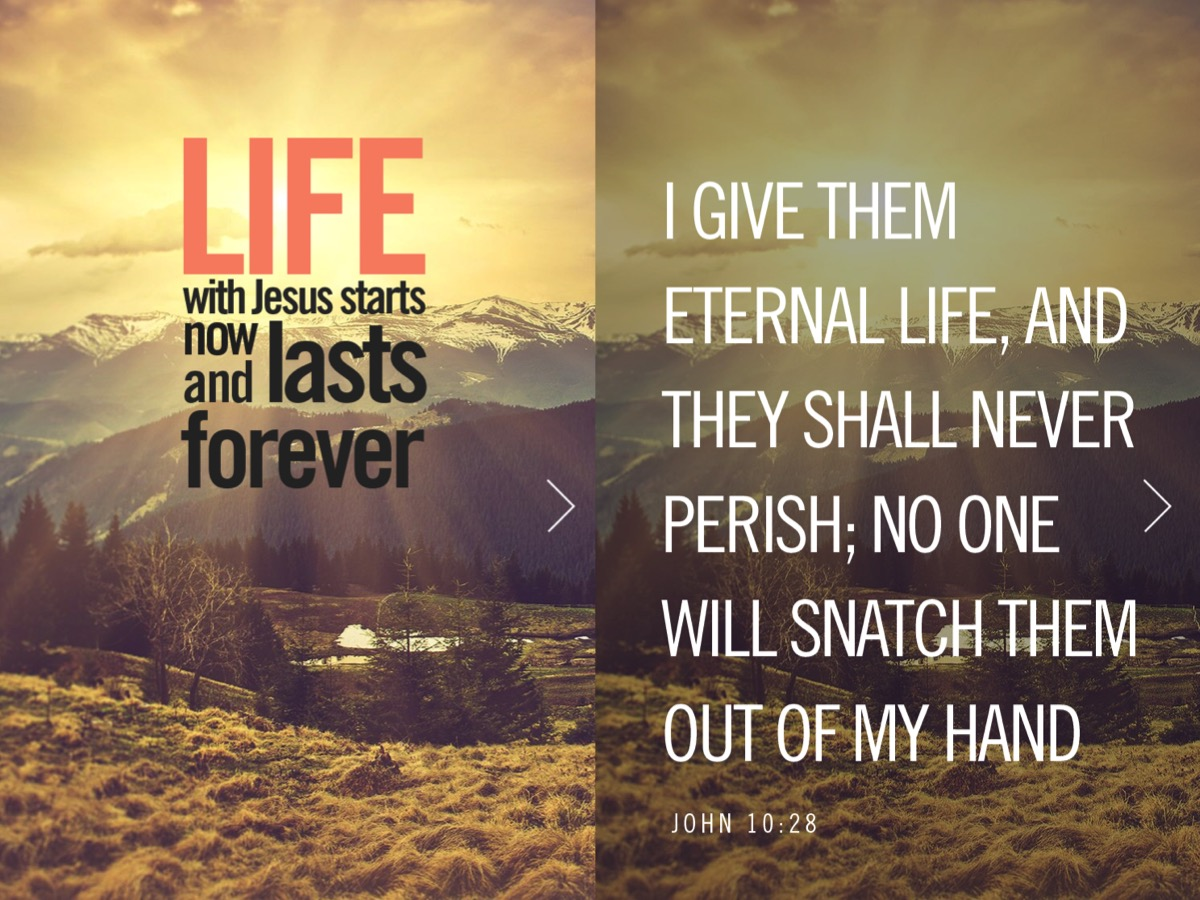 LIFE
with Jesus starts
now
and lasts
forever
I GIVE THEM
ETERNAL LIFE, AND
THEY SHALL NEVER
PERISH; NO ONE
WILL SNATCH THEM
OUT OF MY HAND
JOHN 10:28